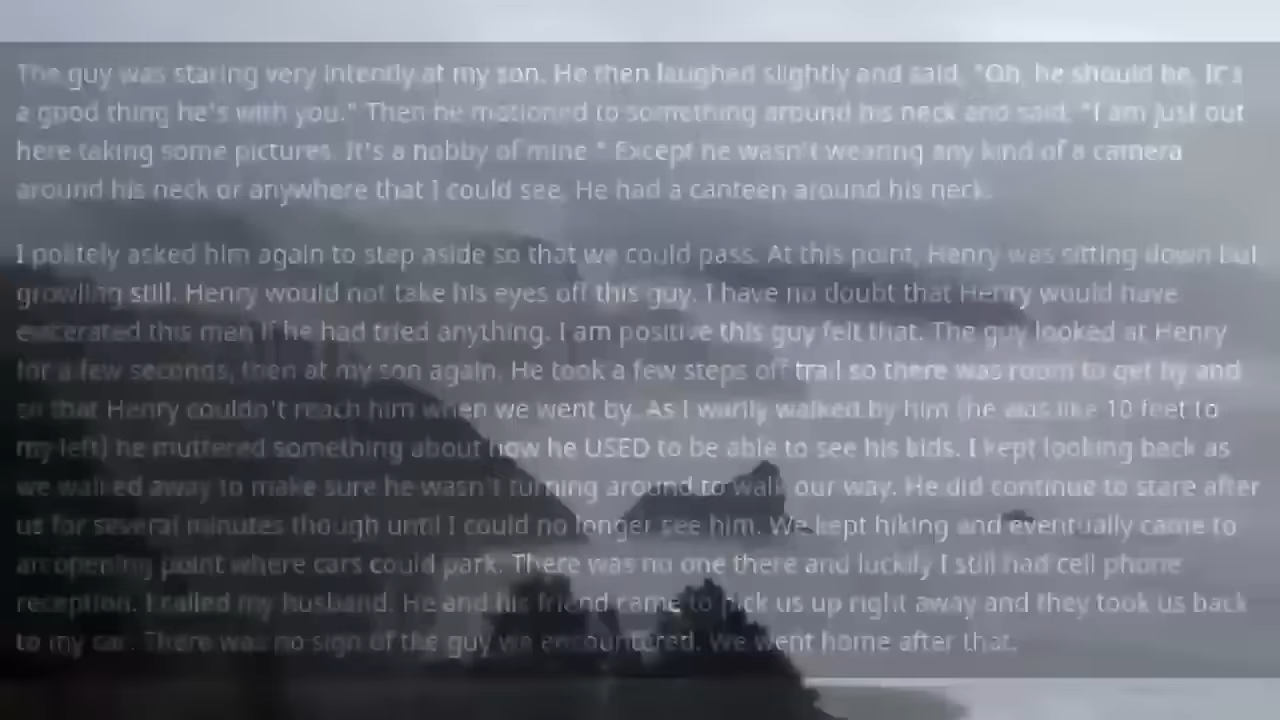 The guy was staring very intently at my son. He then laughed slightly and said, "Oh, he should be. It's
a good thing he's with you." Then he motioned to something around his neck and said, "I am just out
here taking some pictures. It's a hobby of mine." Except he wasn't wearing any kind of a camera
around his neck or anywhere that I could see. He had a canteen around his neck.
I politely asked him again to step aside so that we could pass. At this point, Henry was sitting down but
growling still. Henry would not take his eyes off this guy. I have no doubt that Henry would have
eviscerated this man if he had tried anything. I am positive this guy felt that. The guy looked at Henry
for a few seconds, then at my son again. He took a few steps off trail so there was room to get by and
so that Henry couldn't reach him when we went by. As I warily walked by him (he was like 10 feet to
my left) he muttered something about how he USED to be able to see his kids. I kept looking back as
we walked away to make sure he wasn't turning around to walk our way. He did continue to stare after
us for several minutes though until I could no longer see him. We kept hiking and eventually came to
an opening point where cars could park. There was no one there and luckily I still had cell phone
reception. I called my husband. He and his friend came to pick us up right away and they took us back
to my car. There was no sign of the guy we encountered. We went home after that.